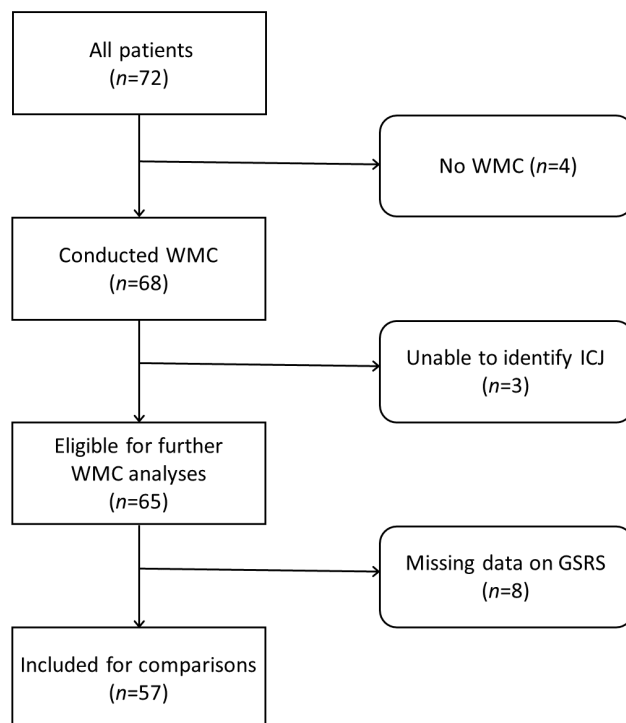 All patients
(n=72)
No WMC (n=4)
Conducted WMC
(n=68)
Unable to identify ICJ
(n=3)
Eligible for further
WMC analyses
(n=65)
Missing data on GSRS
(n=8)
Included for comparisons
(n=57)